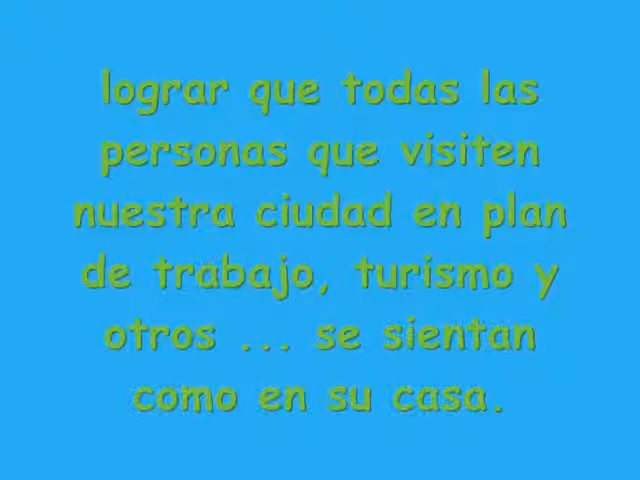 lograr que todas las
personas que visiten
nuestra ciudad en plan
de trabajo, turismo y
otros ... se sientan
como en su casa.